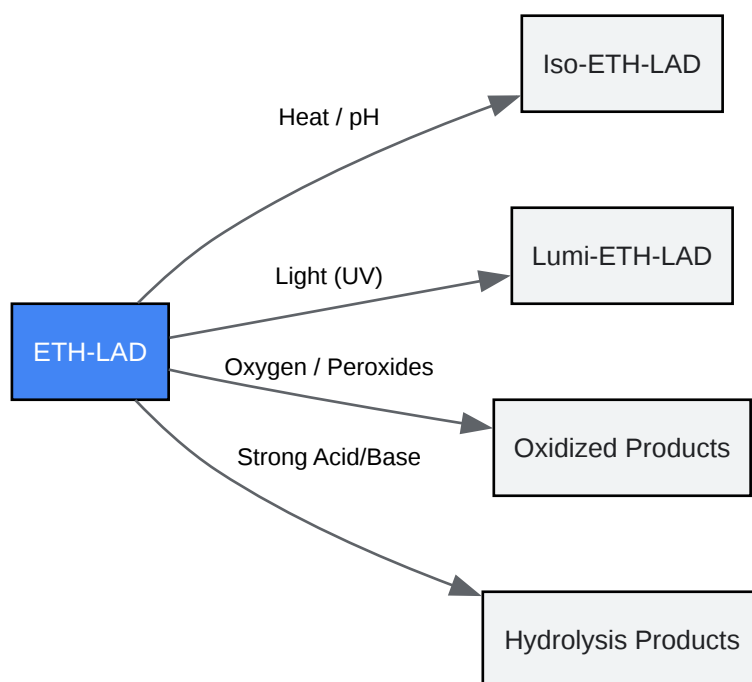 Iso-ETH-LAD
Heat / pH
Lumi-ETH-LAD
Light (UV)
ETH-LAD
Oxygen / Peroxides
Oxidized Products
Strong Acid/Base
Hydrolysis Products